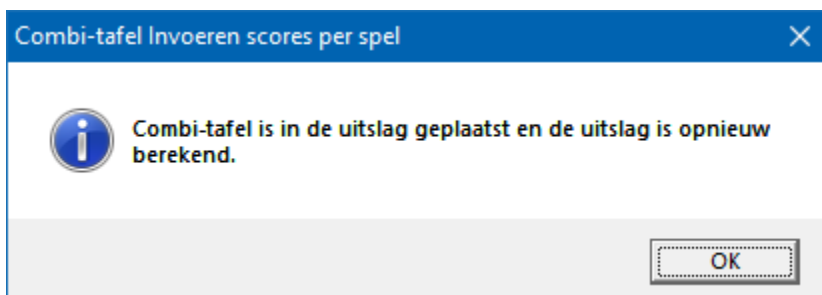 Combi-tafel Invoeren scores per spel
Combi-tafel is in de uitslag geplaatst en de uitslag is opnieuw
berekend.
OK